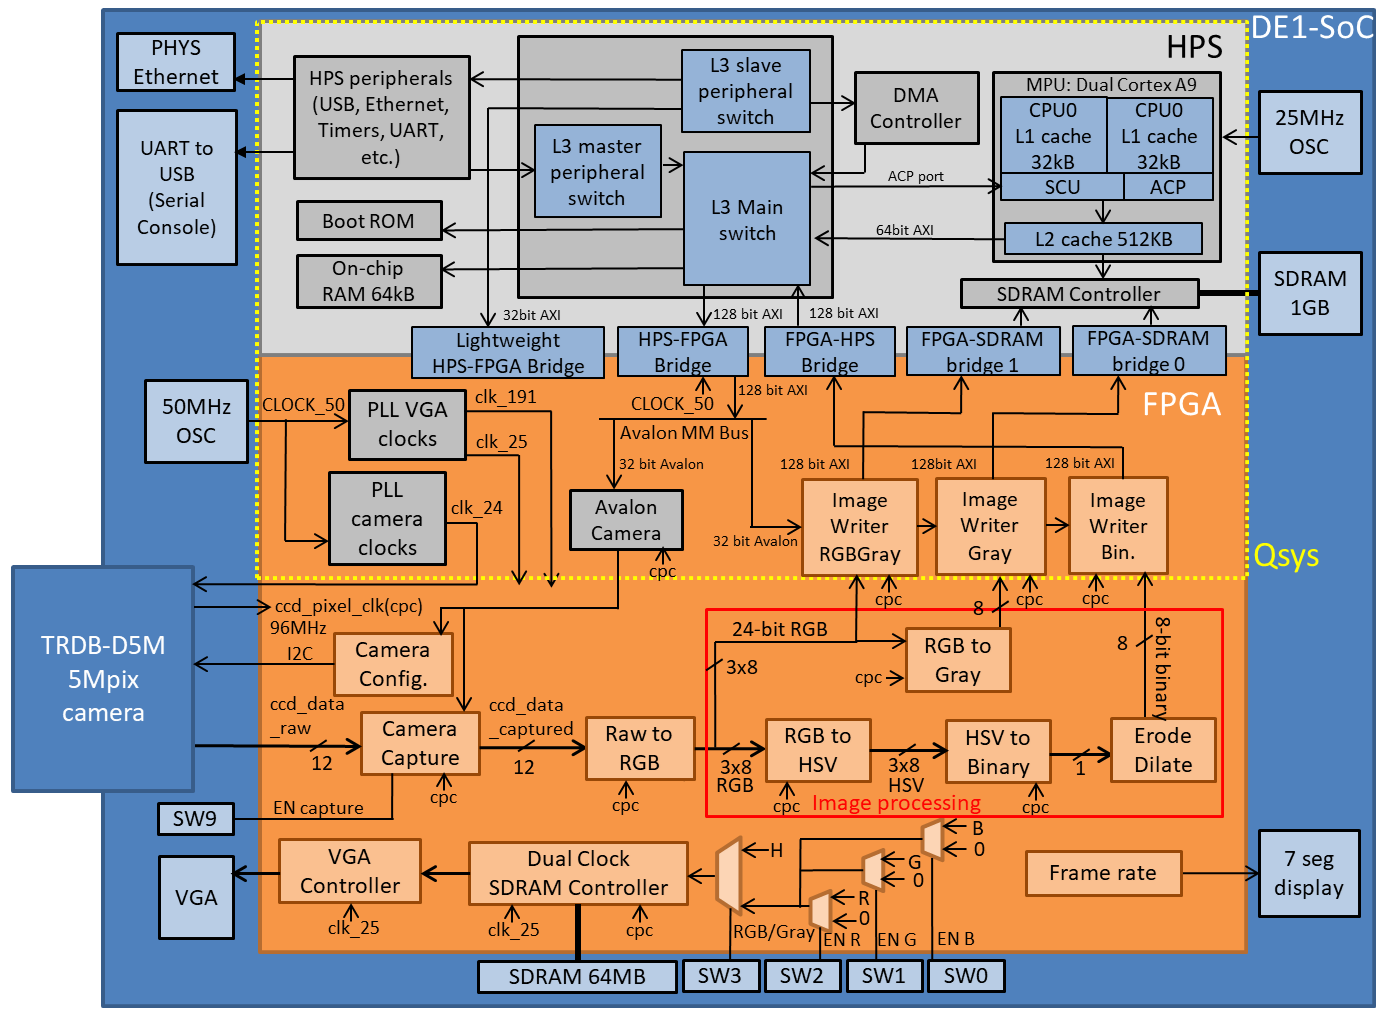 DE1-SoC
HPS
PHYS
Ethernet
HPS peripherals
(USB, Ethernet,
Timers, UART,
etc.)
L3 slave
peripheral
switch
DMA
Controller
MPU: Dual Cortex A9
CPU0
L1 cache
32kB
CPU0
L1 cache
32kB
SCU
ACP
25MHz
OSC
UART to
USB
(Serial
Console)
L3 master
peripheral
switch
L3 Main
switch
ACP port
64bit AXI
L2 cache 512KB
Boot ROM
On-chip
RAM 64kB
SDRAM Controller
SDRAM
1GB
32bit AXI
128 bit AXI
128 bit AXI
Lightweight
HPS-FPGA Bridge
HPS-FPGA
Bridge
FPGA-HPS
Bridge
FPGA-SDRAM
bridge 1
FPGA-SDRAM
bridge 0
FPGA
50MHz
OSC
CLOCK_50
PLL VGA
clocks
clk_191
clk_25
CLOCK_50
128 bit AXI
Avalon MM Bus
32 bit Avalon
128 bit AXI
128bit AXI
128 bit AXI
PLL
camera
clocks
clk_24
Avalon
Camera
cpc
32 bit Avalon
Image
Writer
RGBGray
Image
Writer
Gray
Image
Writer
Bin.
Qsys
cpc
cpc
cpc
TRDB-D5M
5Mpix
camera
ccd_pixel_clk(cpc)
96MHz
I2C
Camera
Config.
24-bit RGB
3x8
8
RGB to
Gray
cpc
8
8-bit binary
ccd_data
_raw
12
Camera
Capture
cpc
ccd_data
_captured
12
Raw to
RGB
cpc
3x8
RGB
RGB to
HSV
cpc
3x8
HSV
HSV to
Binary
cpc
1
Erode
Dilate
Image processing
SW9
EN capture
VGA
VGA
Controller
clk_25
Dual Clock
SDRAM Controller
clk_25
cpc
H
RGB/Gray
B
0
G
0
R
0
EN R
EN G
EN B
Frame rate
7 seg
display
SDRAM 64MB
SW3
SW2
SW1
SW0